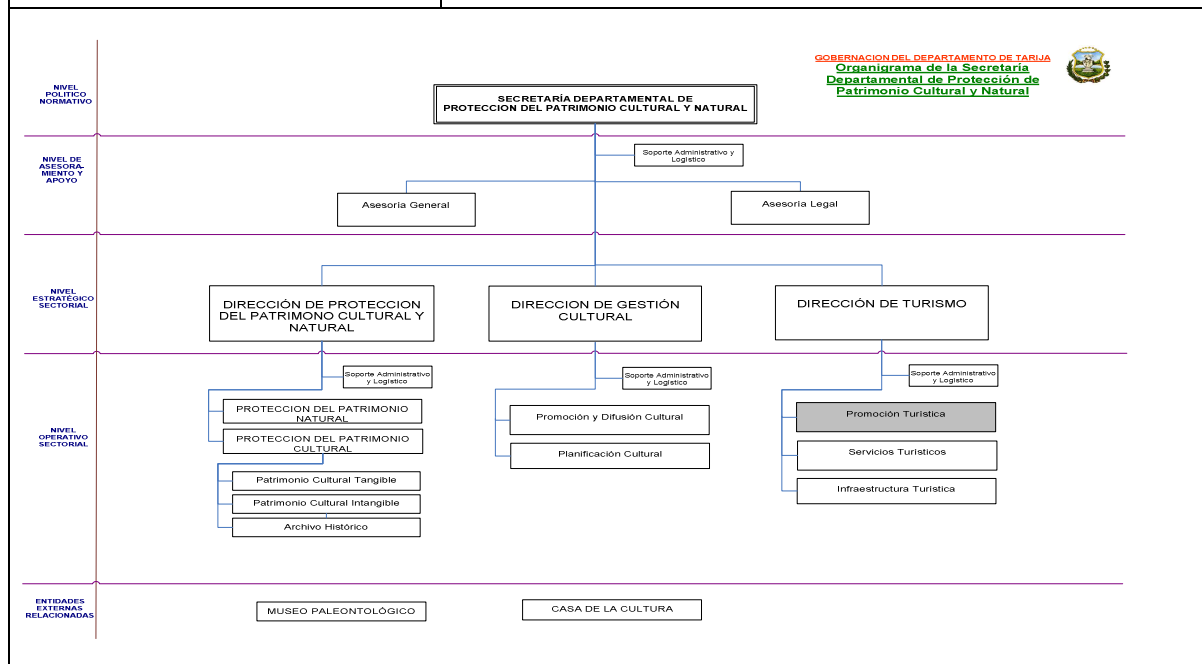 GOBERNACION DEL DEPARTAMENTO DE TARIJA
Organigrama de la Secretaría
Departamental de Protección de
Patrimonio Cultural y Natural
NIVEL
POLITICO
NORMATIVO
SECRETARÍA DEPARTAMENTAL DE
PROTECCION DEL PATRIMONIO CULTURAL Y NATURAL
NIVEL DE
ASESORA-
MIENTO Y
APOYO
Soporte Administrativo y
Logístico
Asesoría General
Asesoría Legal
NIVEL
ESTRATÉGICO
SECTORIAL
DIRECCIÓN DE PROTECCION
DEL PATRIMONO CULTURAL Y
NATURAL
DIRECCION DE GESTIÓN
CULTURAL
DIRECCIÓN DE TURISMO
NIVEL
OPERATIVO
SECTORIAL
Soporte Administrativo
y Logístico
PROTECCION DEL PATRIMONIO
NATURAL
PROTECCION DEL PATRIMONIO
CULTURAL
Patrimonio Cultural Tangible
Patrimonio Cultural Intangible
Archivo Histórico
Soporte Administrativo
y Logístico
Promoción y Difusión Cultural
Planificación Cultural
Soporte Administrativo
y Logístico
Promoción Turística
Servicios Turísticos
Infraestructura Turística
ENTIDADES
EXTERNAS
RELACIONADAS
MUSEO PALEONTOLÓGICO
CASA DE LA CULTURA